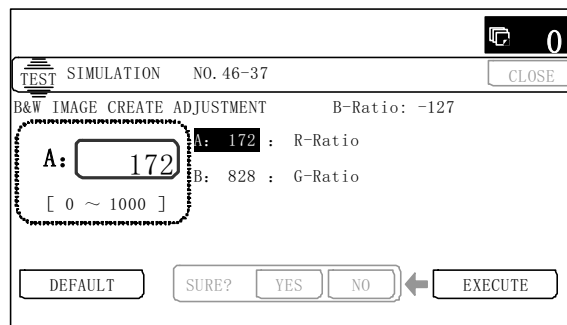 0
TEST SIMULATION NO. 46-37 CLOSE
B&W IMAGE CREATE ADJUSTMENT B-Ratio: -127
A: 172 : R-Ratio
A: 172
B: 828 : G-Ratio
[ 0 ~ 1000 ]
DEFAULT SURE? YES NO EXECUTE